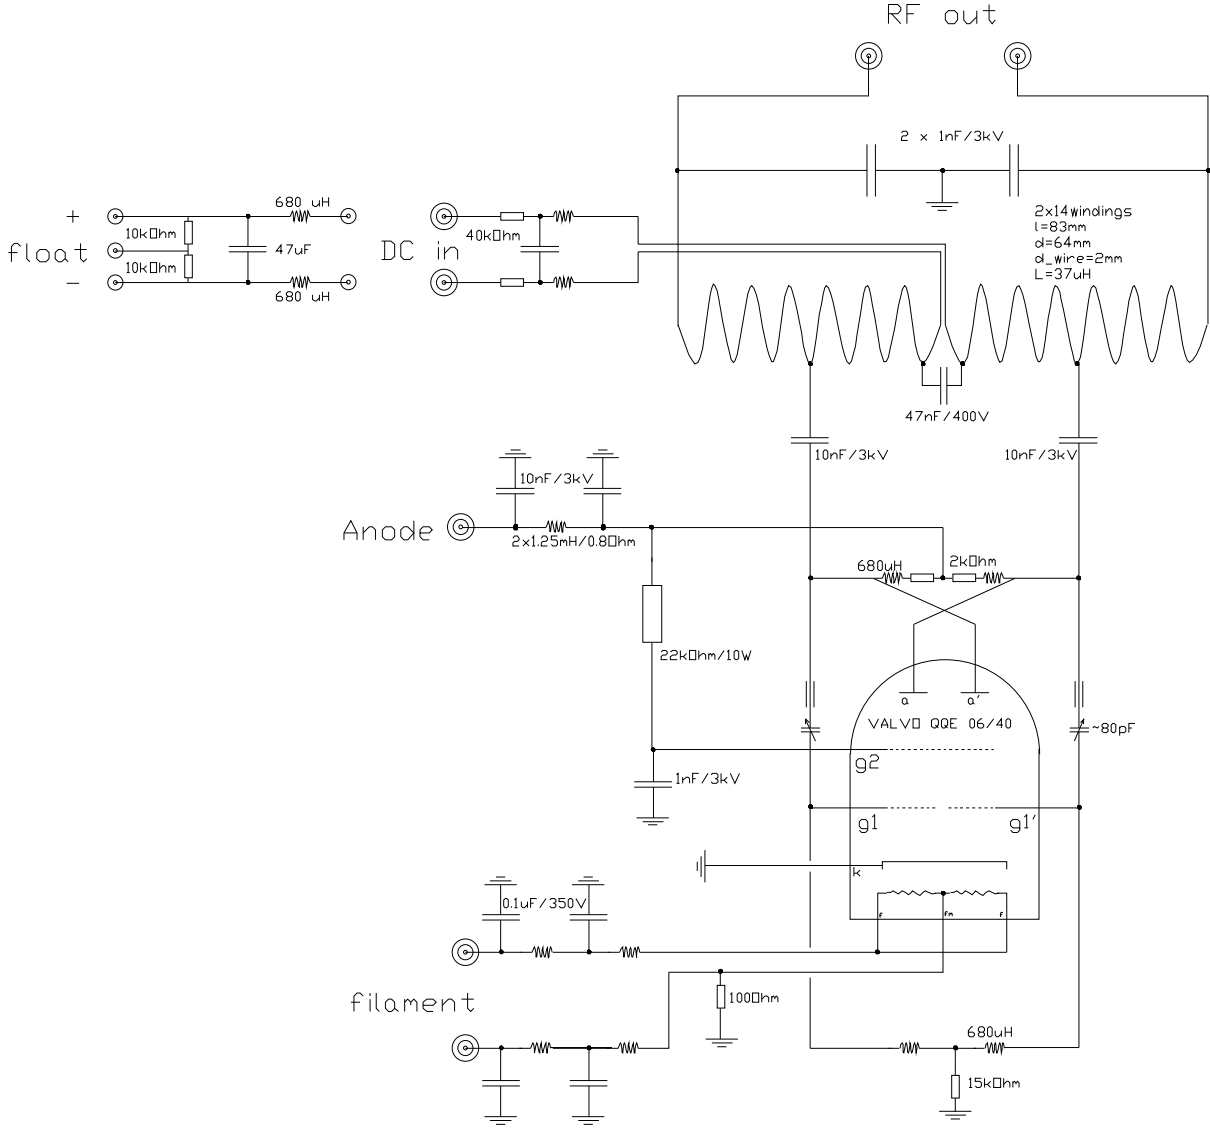 RF out
2 x 1nF/3kV
680 uH
+
10kOhm
float
47uF
10kOhm
-
680 uH
40kOhm
DC in
2x14windings
l=83mm
d=64mm
d_wire=2mm
L=37uH
47nF/400V
10nF/3kV
10nF/3kV
10nF/3kV
Anode
2x1.25mH/0.8Ohm
680uH
2kOhm
22kOhm/10W
a
a'
VALVO QQE 06/40
~80pF
g2
1nF/3kV
g1
g1'
k
0.1uF/350V
f
fm
f
filament
100Ohm
680uH
15kOhm